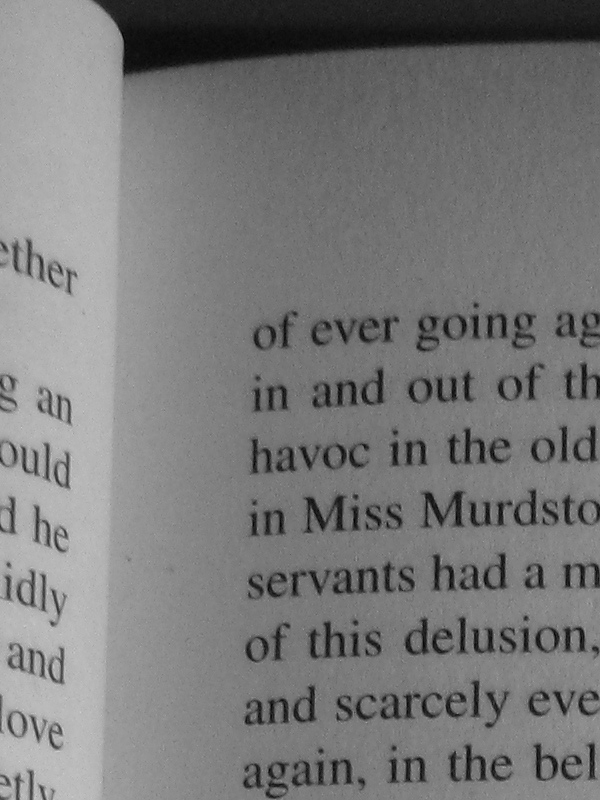 ether
g an
ould
d he
idly
and
love
etly
of ever going ag
in and out of th
havoc in the old
in Miss Murdsto
servants had a m
of this delusion,
and scarcely eve
again, in the bel